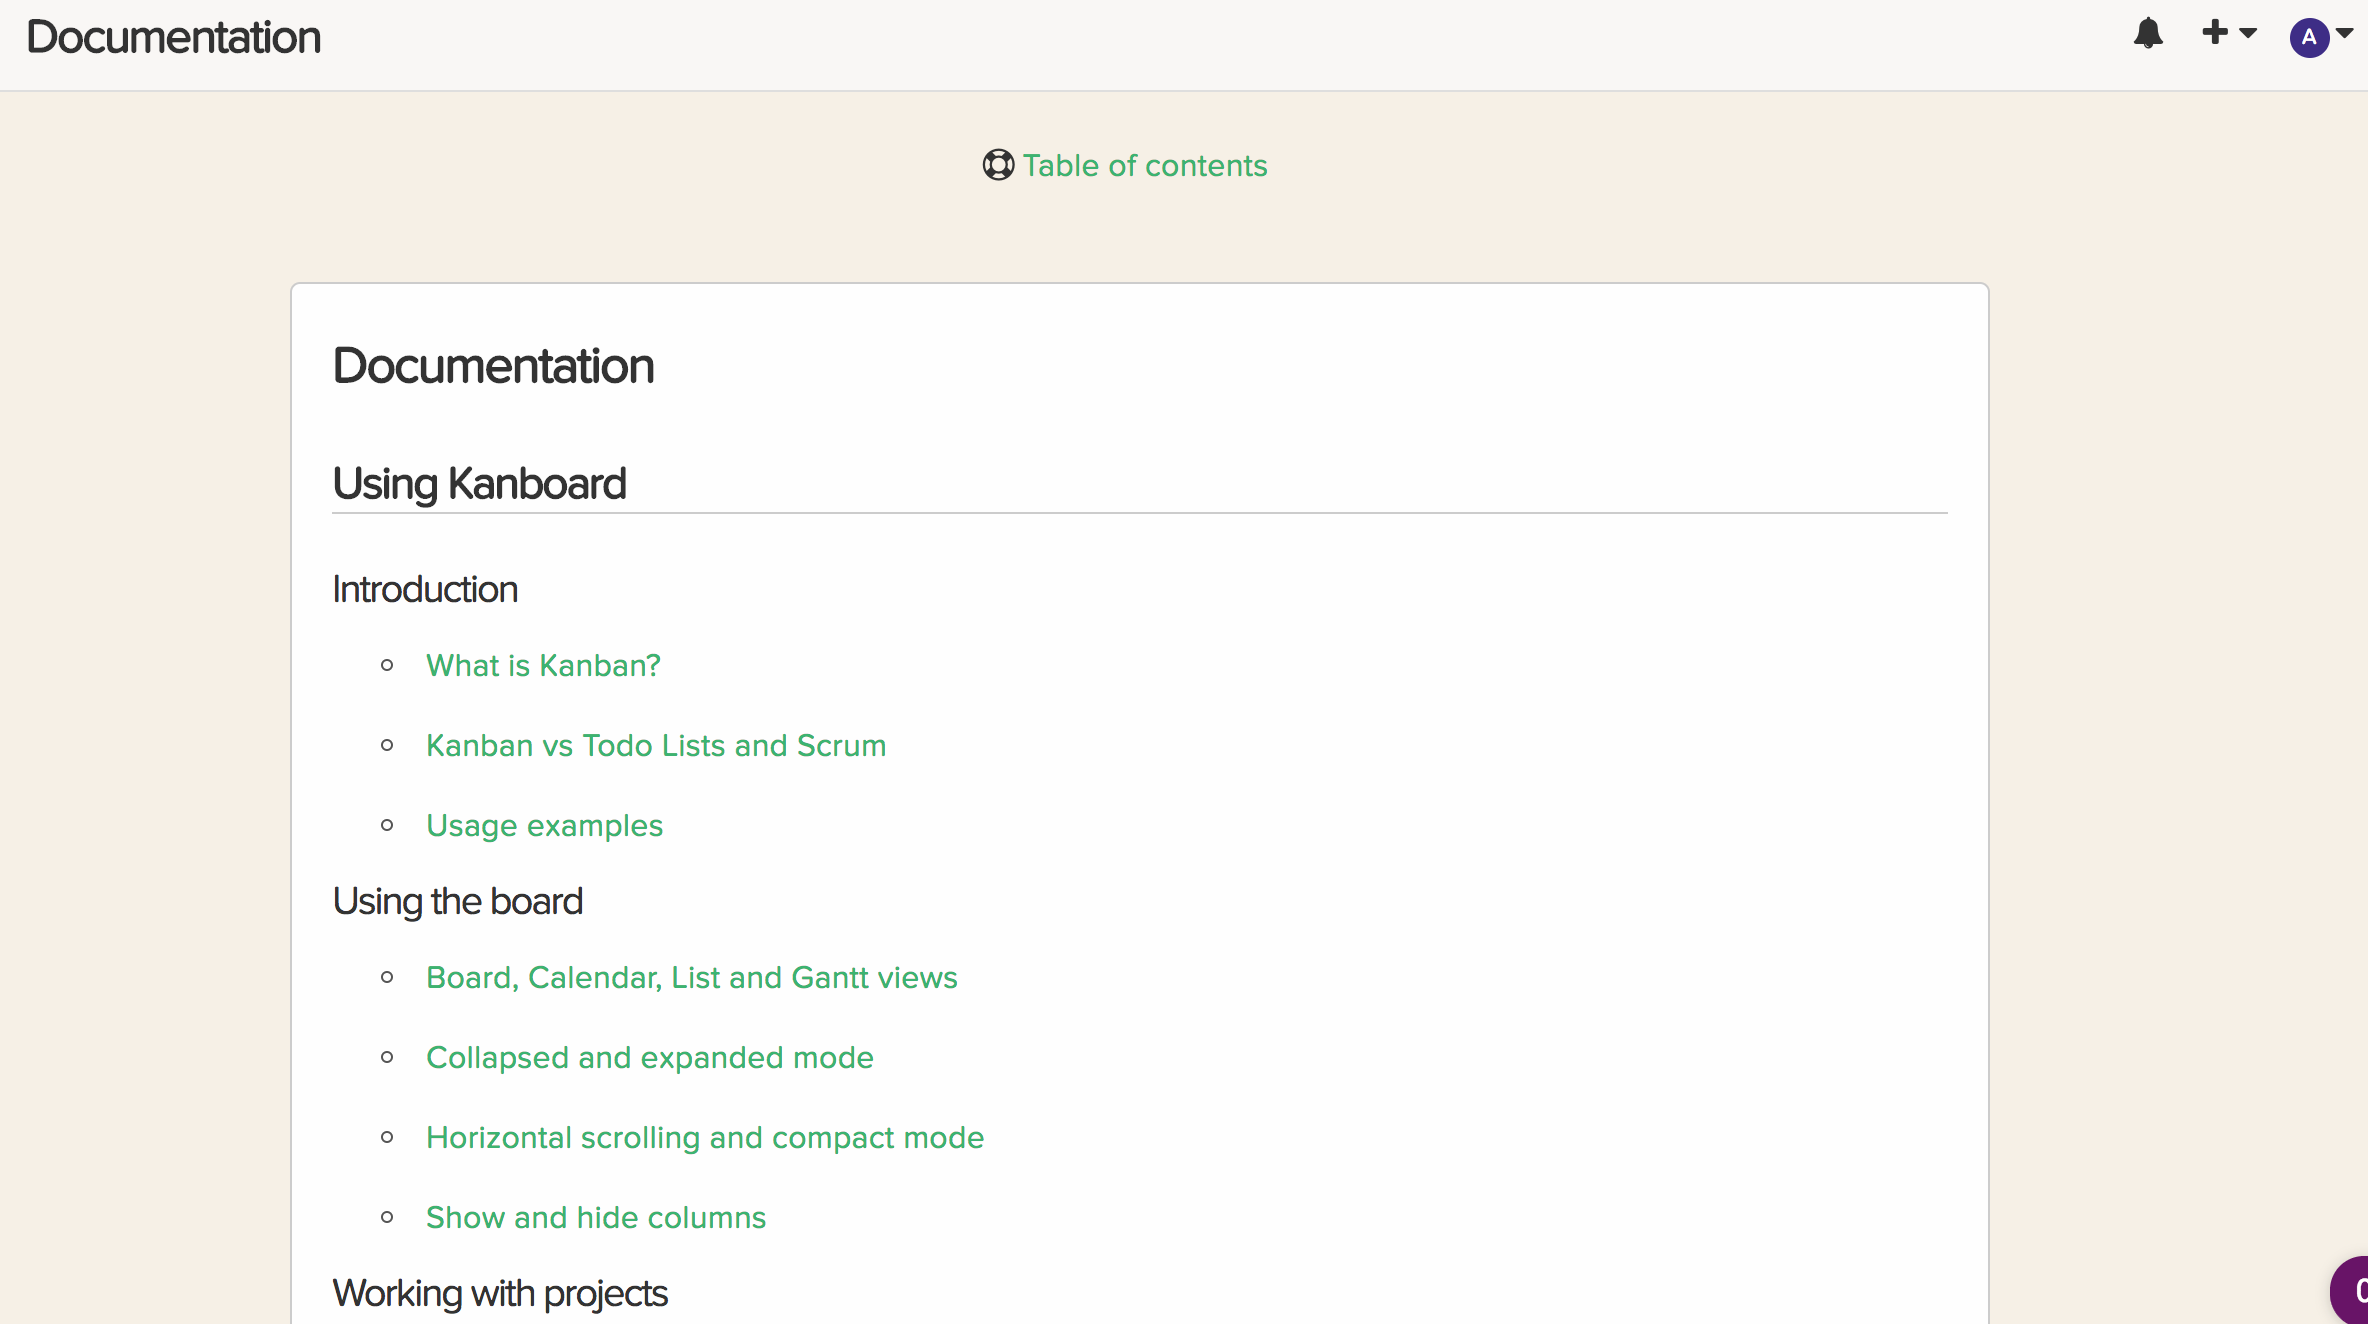 Documentation
A
Table of contents
Documentation
Using Kanboard
Introduction
What is Kanban?
Kanban vs Todo Lists and Scrum
Usage examples
Using the board
Board, Calendar, List and Gantt views
Collapsed and expanded mode
Horizontal scrolling and compact mode
Show and hide columns
Working with projects